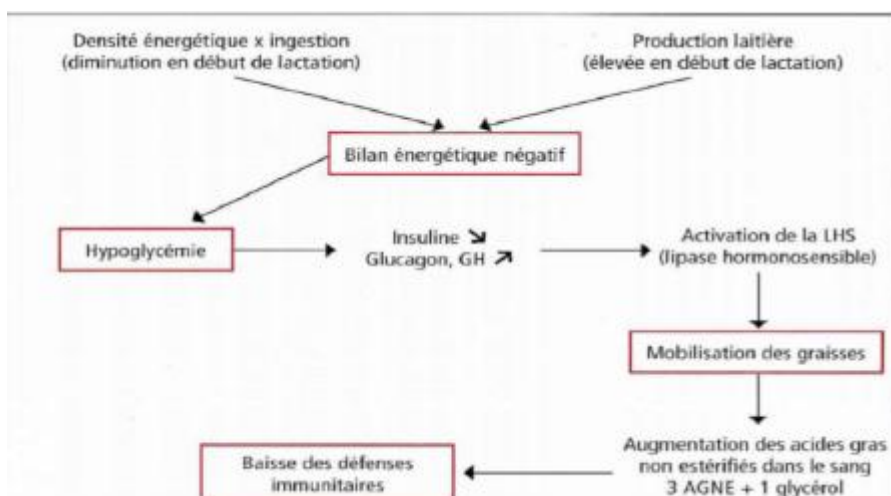 Densité énergétique x ingestion
(diminution en début de lactation)
Production laitière
(élevée en début de lactation)
Bilan énergétique négatif
Hypoglycémie
Insuline ↘
Glucagon, GH ↗
Activation de la LHS
(lipase hormonosensible)
Mobilisation des graisses
Augmentation des acides gras
non estérifiés dans le sang
3 AGNE + 1 glycérol
Baisse des défenses
immunitaires